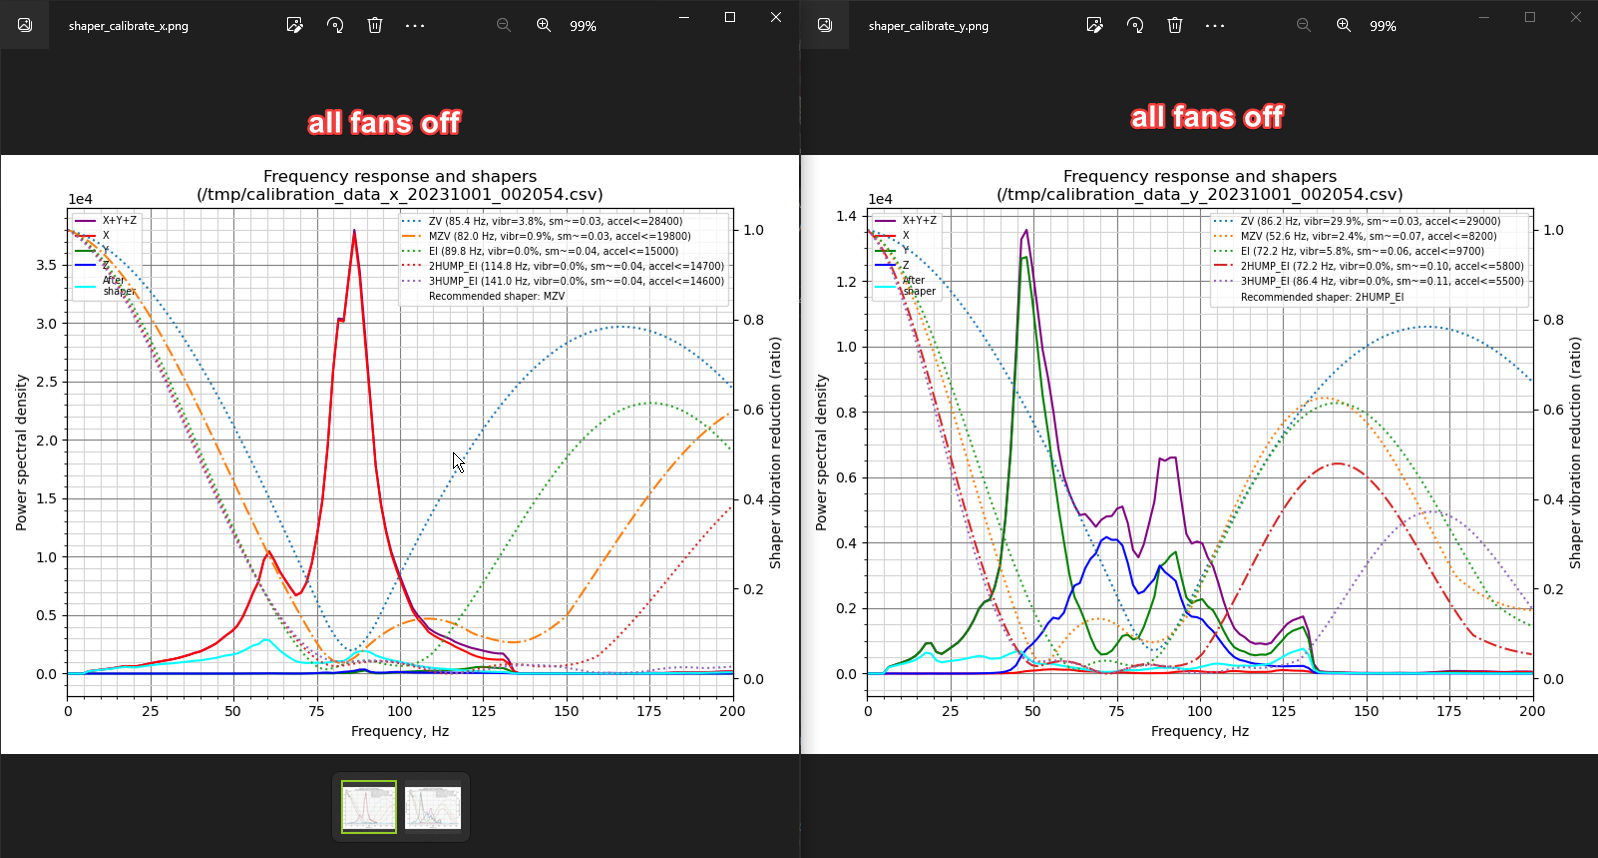 shaper_calibrate_x.png
99%
all fans off
Frequency response and shapers
(/tmp/calibration_data_x_20231001_002054.csv)
1e4
X+Y+Z
X
Y
Z
After
shaper
ZV (85.4 Hz, vibr=3.8%, sm~=0.03, accel<=28400)
MZV (82.0 Hz, vibr=0.9%, sm~=0.03, accel<=19800)
EI (89.8 Hz, vibr=0.0%, sm~=0.04, accel<=15000)
2HUMP_EI (114.8 Hz, vibr=0.0%, sm~=0.04, accel<=14700)
3HUMP_EI (141.0 Hz, vibr=0.0%, sm~=0.04, accel<=14600)
Recommended shaper: MZV
3.5
3.0
2.5
2.0
1.5
1.0
0.5
0.0
Power spectral density
1.0
0.8
0.6
0.4
0.2
0.0
Shaper vibration reduction (ratio)
0 25 50 75 100 125 150 175 200
Frequency, Hz
shaper_calibrate_y.png
99%
all fans off
Frequency response and shapers
(/tmp/calibration_data_y_20231001_002054.csv)
1e4
X+Y+Z
X
Y
Z
After
shaper
ZV (86.2 Hz, vibr=29.9%, sm~=0.03, accel<=29000)
MZV (52.6 Hz, vibr=2.4%, sm~=0.07, accel<=8200)
EI (72.2 Hz, vibr=5.8%, sm~=0.06, accel<=9700)
2HUMP_EI (72.2 Hz, vibr=0.0%, sm~=0.10, accel<=5800)
3HUMP_EI (86.4 Hz, vibr=0.0%, sm~=0.11, accel<=5500)
Recommended shaper: 2HUMP_EI
1.4
1.2
1.0
0.8
0.6
0.4
0.2
0.0
Power spectral density
1.0
0.8
0.6
0.4
0.2
0.0
Shaper vibration reduction (ratio)
0 25 50 75 100 125 150 175 200
Frequency, Hz